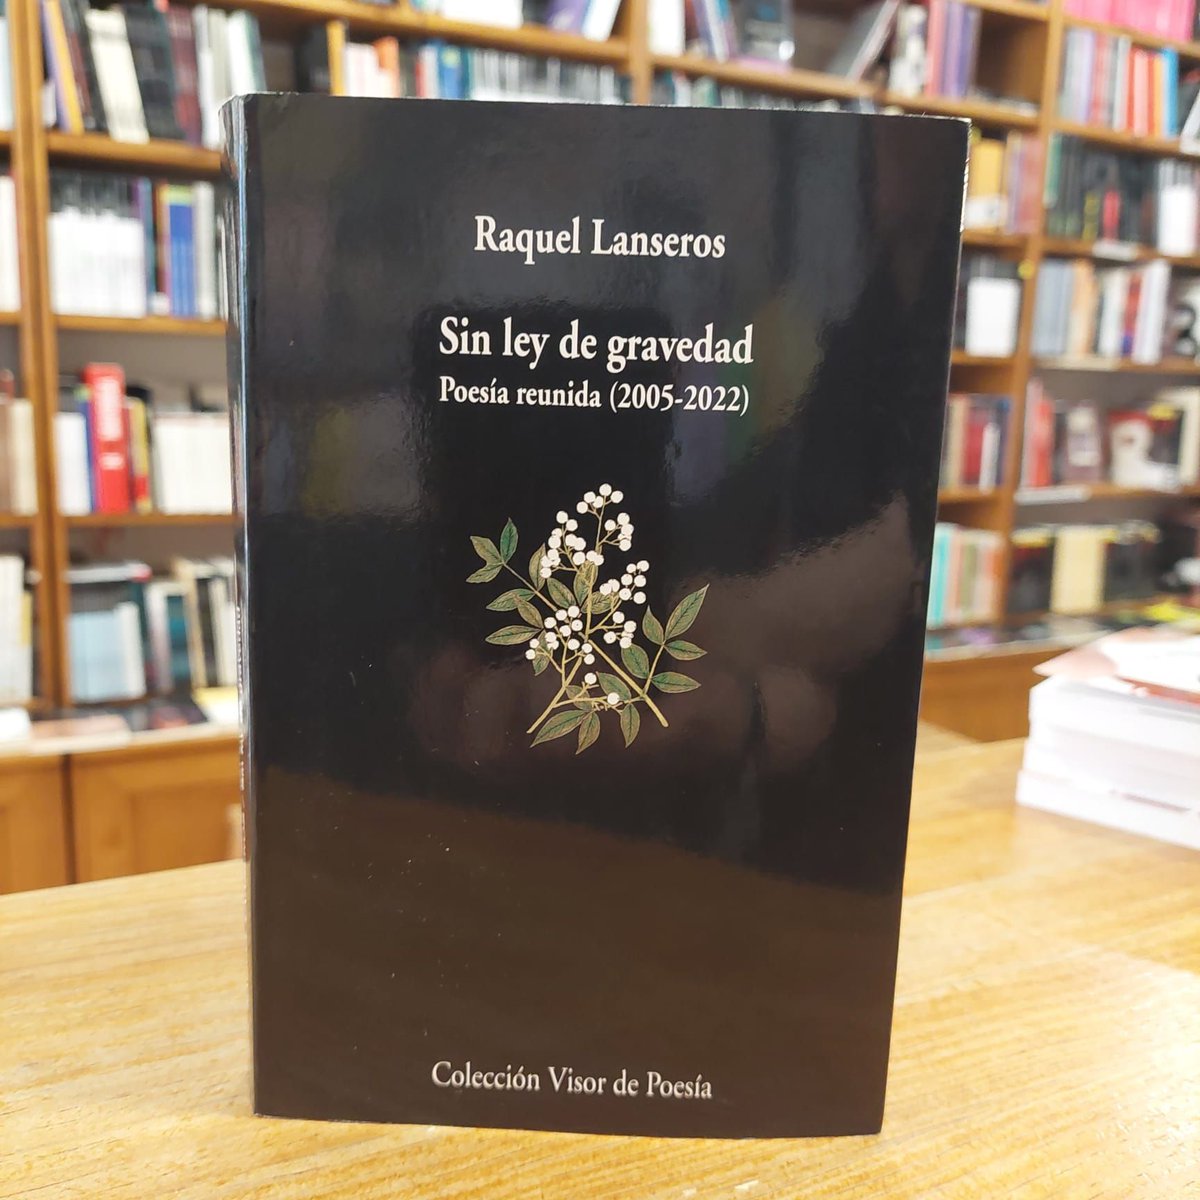 Raquel Lanseros
Sin ley de gravedad
Poesía reunida (2005-2022)
Colección Visor de Poesía